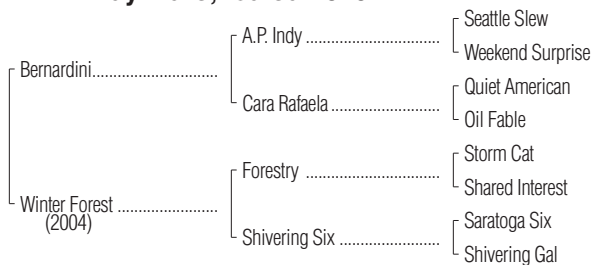 Seattle Slew
A.P. Indy
Weekend Surprise
Bernardini
Quiet American
Cara Rafaela
Oil Fable
Storm Cat
Forestry
Shared Interest
Winter Forest
(2004)
Saratoga Six
Shivering Six
Shivering Gal